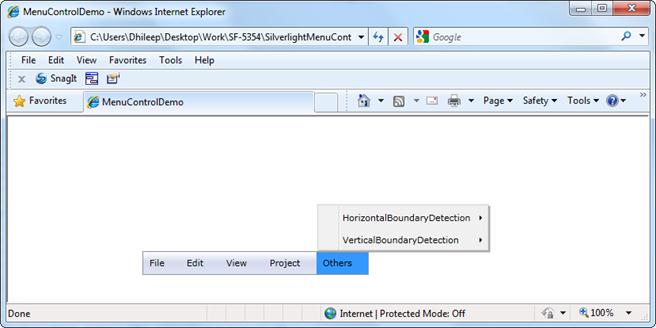 MenuControlDemo - Windows Internet Explorer
C:\Users\Dhileep\Desktop\Work\SF-5354\SilverlightMenuCont
Google
File Edit View Favorites Tools Help
x SnagIt
Favorites MenuControlDemo Page Safety Tools
HorizontalBoundaryDetection
VerticalBoundaryDetection
File Edit View Project Others
Done Internet | Protected Mode: Off 100%